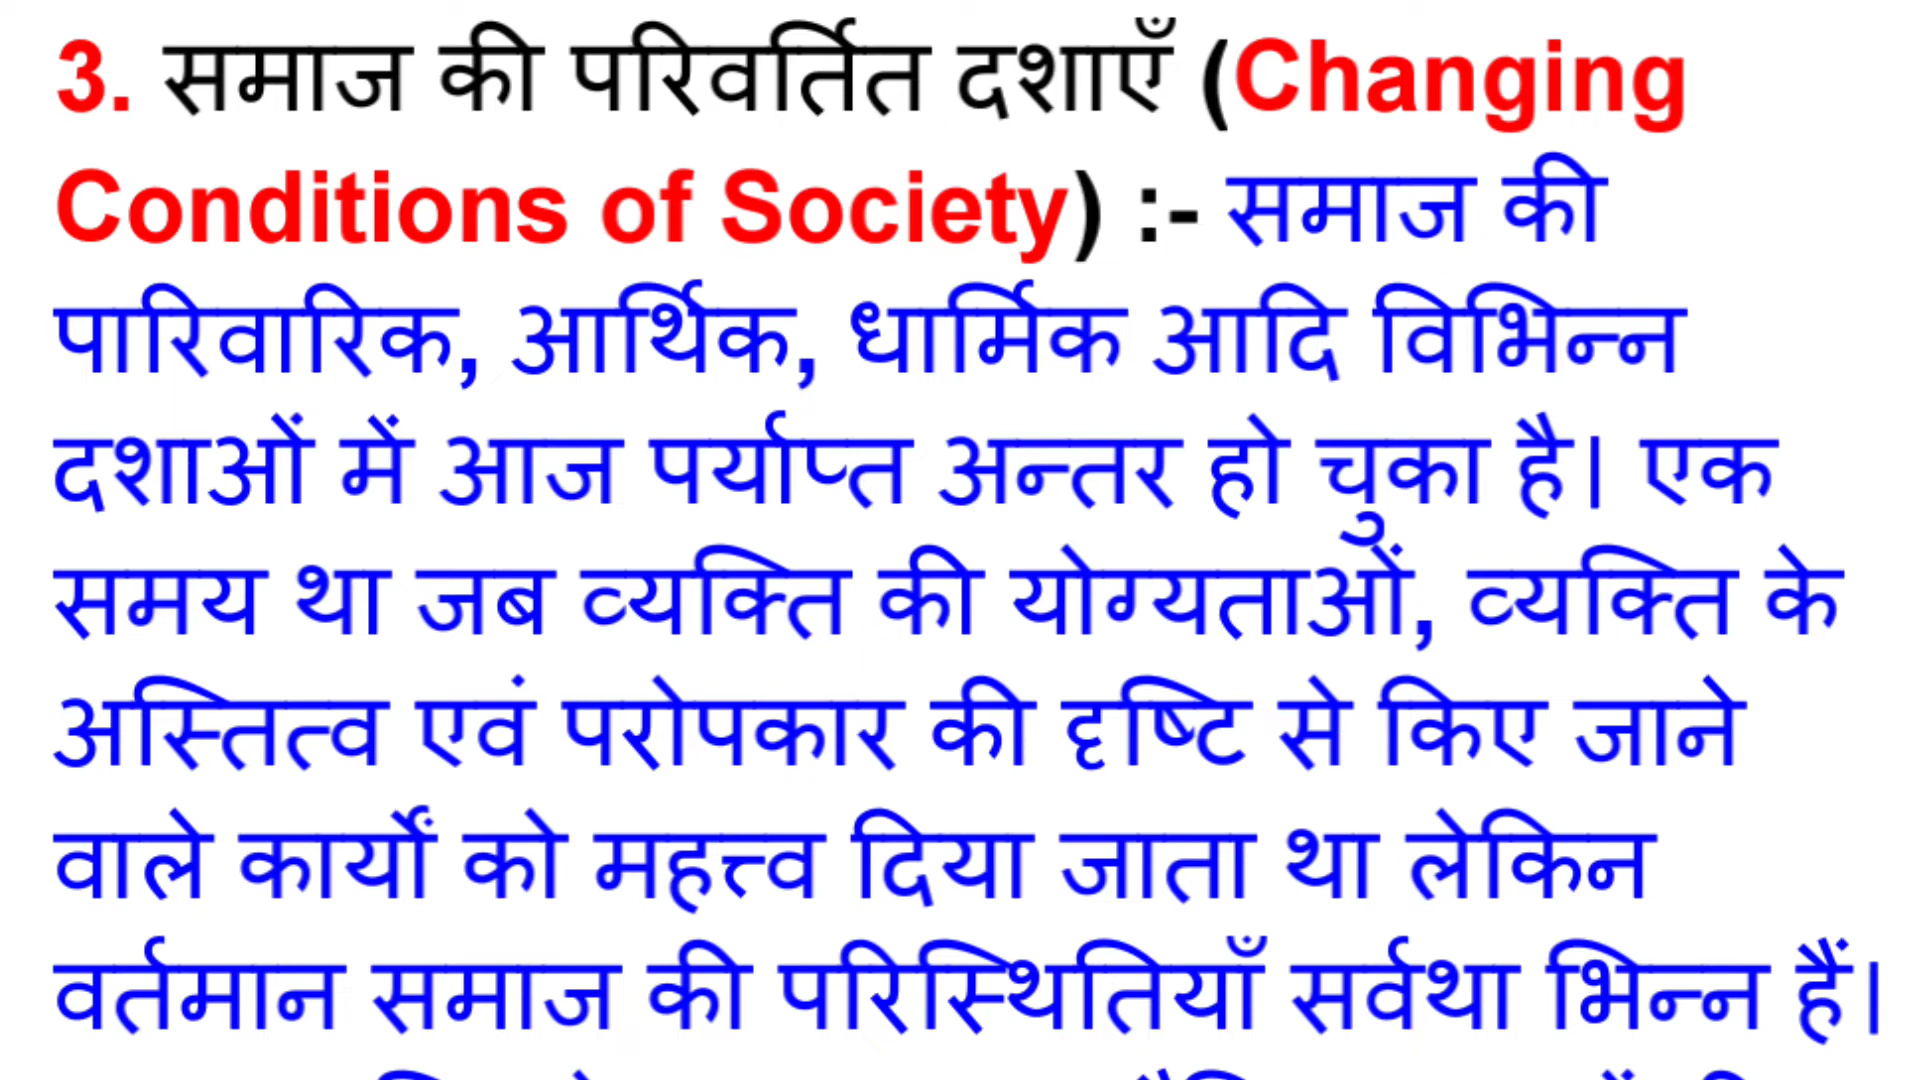 3. समाज की परिवर्तित दशाएँ (Changing
Conditions of Society) :- समाज की
पारिवारिक, आर्थिक, धार्मिक आदि विभिन्न
दशाओं में आज पर्याप्त अन्तर हो चुका है। एक
समय था जब व्यक्ति की योग्यताओं, व्यक्ति के
अस्तित्व एवं परोपकार की दृष्टि से किए जाने
वाले कार्यों को महत्त्व दिया जाता था लेकिन
वर्तमान समाज की परिस्थितियाँ सर्वथा भिन्न हैं।